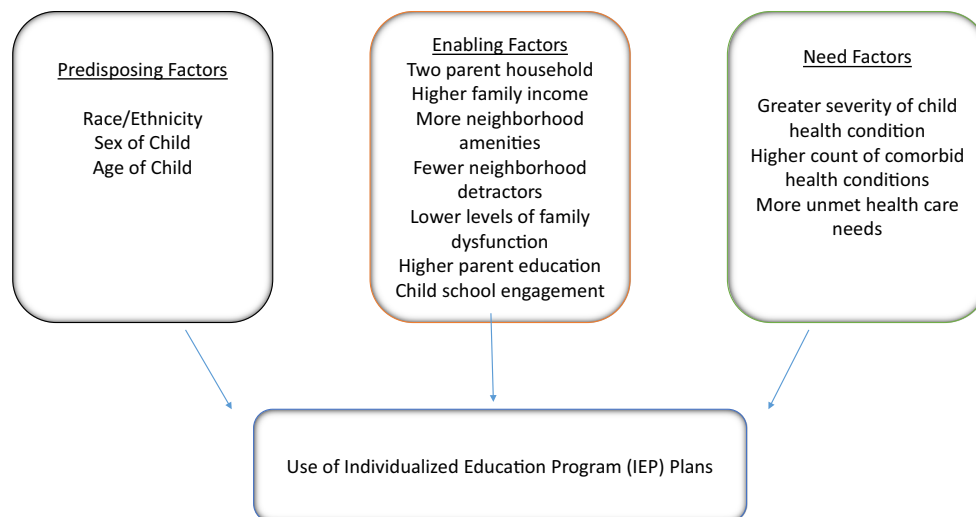 Predisposing Factors
Race/Ethnicity
Sex of Child
Age of Child
Enabling Factors
Two parent household
Higher family income
More neighborhood
amenities
Fewer neighborhood
detractors
Lower levels of family
dysfunction
Higher parent education
Child school engagement
Need Factors
Greater severity of child
health condition
Higher count of comorbid
health conditions
More unmet health care
needs
Use of Individualized Education Program (IEP) Plans